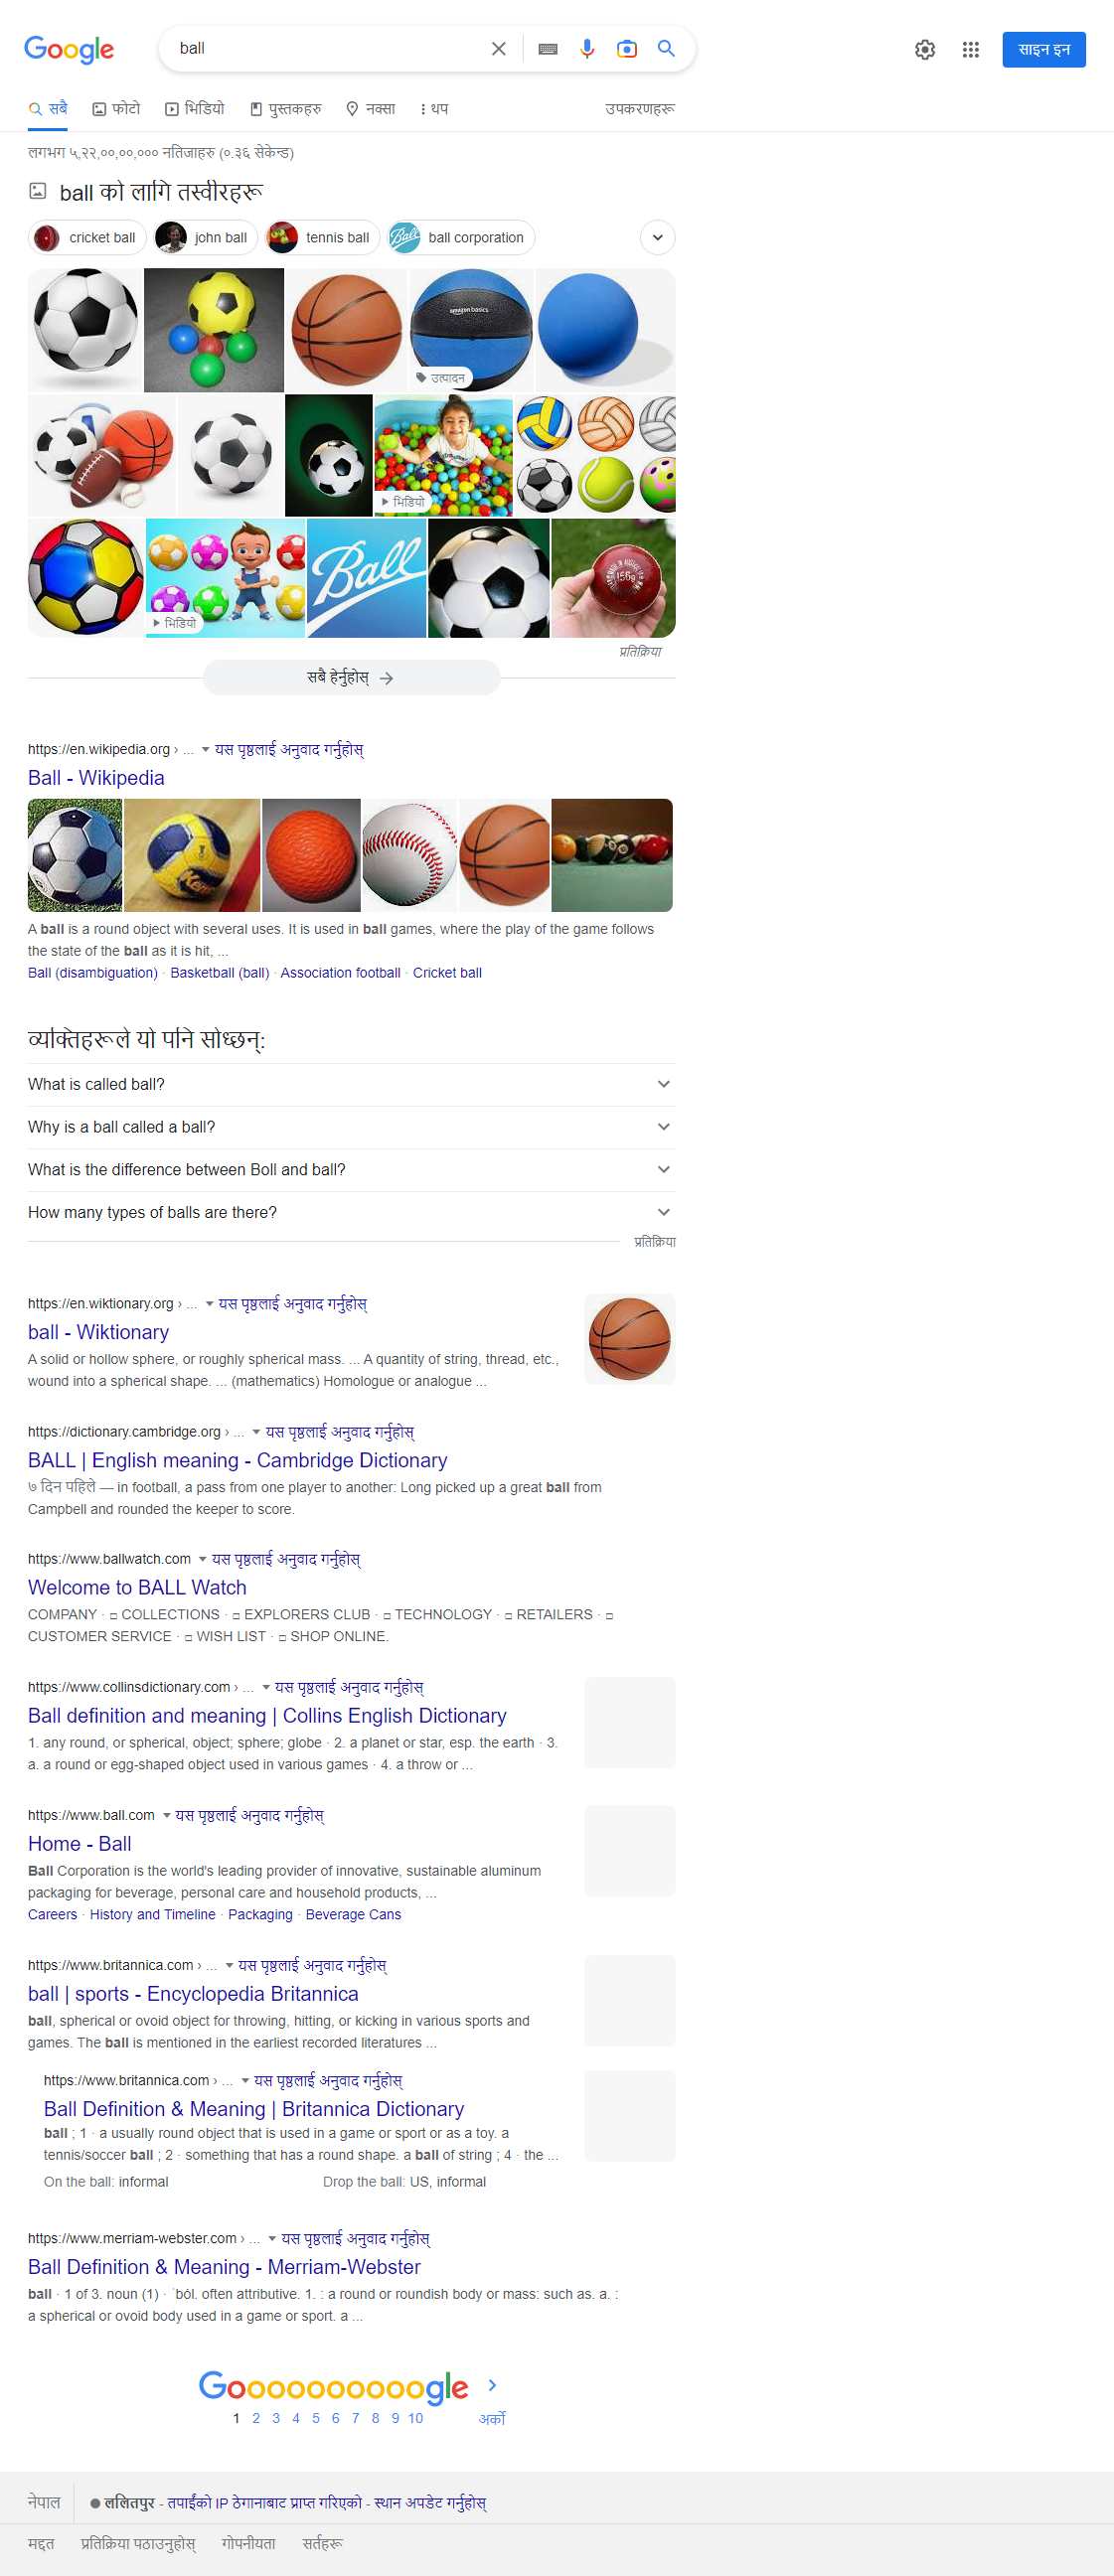 Google
ball
साइन इन
सबै फोटो भिडियो पुस्तकहरु नक्सा थप उपकरणहरू
लगभग ५,२२,००,००,००० नतिजाहरु (०.३६ सेकेन्ड)
ball को लागि तस्वीरहरू
cricket ball john ball tennis ball ball corporation
amazon basics
उत्पादन
भिडियो
भिडियो
Ball
156g
प्रतिक्रिया
सबै हेर्नुहोस्
https://en.wikipedia.org › ... यस पृष्ठलाई अनुवाद गर्नुहोस्
Ball - Wikipedia
A ball is a round object with several uses. It is used in ball games, where the play of the game follows
the state of the ball as it is hit, ...
Ball (disambiguation) · Basketball (ball) · Association football · Cricket ball
व्यक्तिहरूले यो पनि सोध्छन्:
What is called ball?
Why is a ball called a ball?
What is the difference between Boll and ball?
How many types of balls are there?
प्रतिक्रिया
https://en.wiktionary.org › ... यस पृष्ठलाई अनुवाद गर्नुहोस्
ball - Wiktionary
A solid or hollow sphere, or roughly spherical mass. ... A quantity of string, thread, etc.,
wound into a spherical shape. ... (mathematics) Homologue or analogue ...
https://dictionary.cambridge.org › ... यस पृष्ठलाई अनुवाद गर्नुहोस्
BALL | English meaning - Cambridge Dictionary
७ दिन पहिले — in football, a pass from one player to another: Long picked up a great ball from
Campbell and rounded the keeper to score.
https://www.ballwatch.com यस पृष्ठलाई अनुवाद गर्नुहोस्
Welcome to BALL Watch
COMPANY · □ COLLECTIONS · □ EXPLORERS CLUB · □ TECHNOLOGY · □ RETAILERS · □
CUSTOMER SERVICE · □ WISH LIST · □ SHOP ONLINE.
https://www.collinsdictionary.com › ... यस पृष्ठलाई अनुवाद गर्नुहोस्
Ball definition and meaning | Collins English Dictionary
1. any round, or spherical, object; sphere; globe · 2. a planet or star, esp. the earth · 3.
a. a round or egg-shaped object used in various games · 4. a throw or ...
https://www.ball.com यस पृष्ठलाई अनुवाद गर्नुहोस्
Home - Ball
Ball Corporation is the world's leading provider of innovative, sustainable aluminum
packaging for beverage, personal care and household products, ...
Careers · History and Timeline · Packaging · Beverage Cans
https://www.britannica.com › ... यस पृष्ठलाई अनुवाद गर्नुहोस्
ball | sports - Encyclopedia Britannica
ball, spherical or ovoid object for throwing, hitting, or kicking in various sports and
games. The ball is mentioned in the earliest recorded literatures ...
https://www.britannica.com › ... यस पृष्ठलाई अनुवाद गर्नुहोस्
Ball Definition & Meaning | Britannica Dictionary
ball ; 1 · a usually round object that is used in a game or sport or as a toy. a
tennis/soccer ball ; 2 · something that has a round shape. a ball of string ; 4 · the ...
On the ball: informal Drop the ball: US, informal
https://www.merriam-webster.com › ... यस पृष्ठलाई अनुवाद गर्नुहोस्
Ball Definition & Meaning - Merriam-Webster
ball · 1 of 3. noun (1) · ˈbȯl. often attributive. 1. : a round or roundish body or mass: such as. a. :
a spherical or ovoid body used in a game or sport. a ...
Goooooooooogle
1 2 3 4 5 6 7 8 9 10 अर्को
नेपाल ललितपुर - तपाईंको IP ठेगानाबाट प्राप्त गरिएको - स्थान अपडेट गर्नुहोस्
मद्दत प्रतिक्रिया पठाउनुहोस् गोपनीयता सर्तहरू